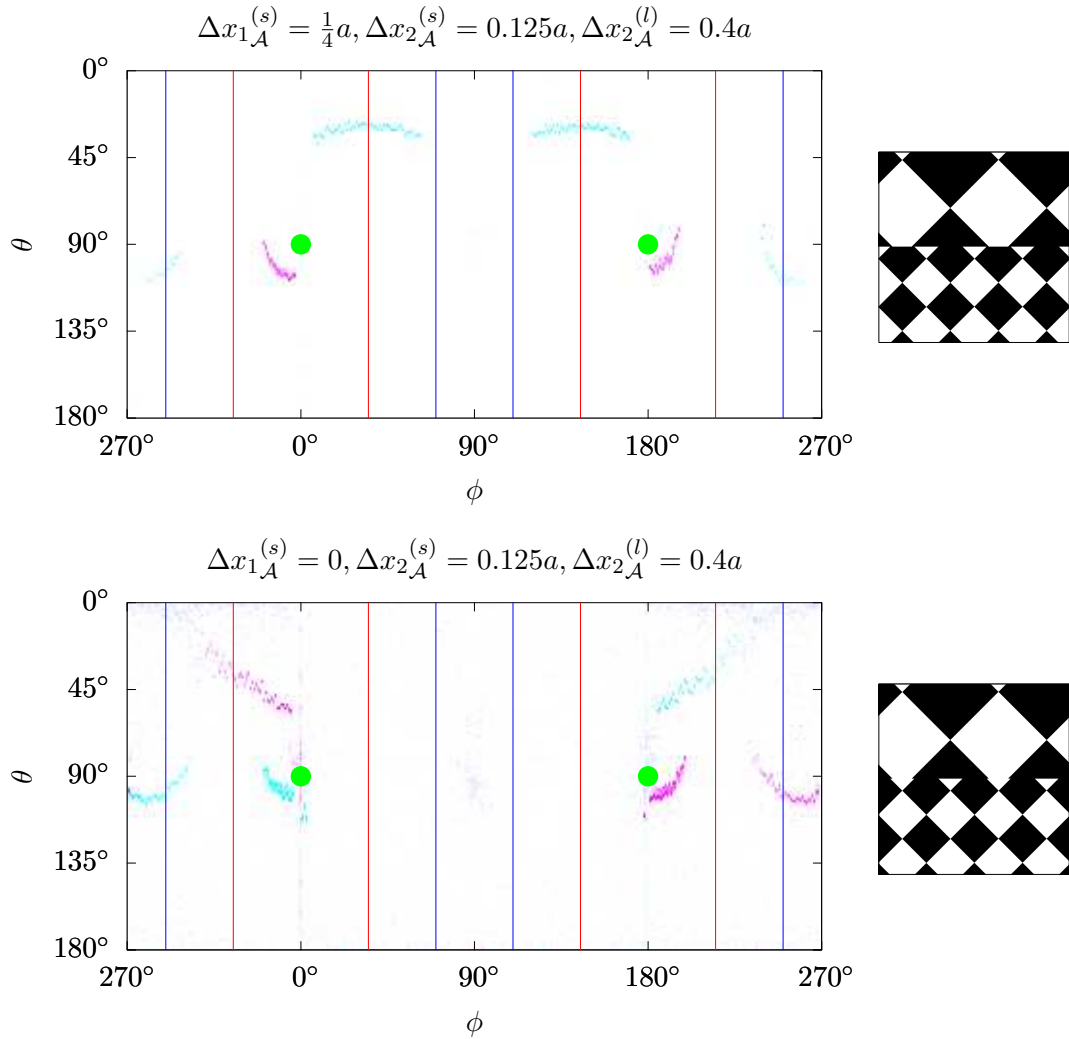 Δx₁_𝒜^(s) = ¼a, Δx₂_𝒜^(s) = 0.125a, Δx₂_𝒜^(l) = 0.4a
0°
45°
90°
135°
180°
θ
270° 0° 90° 180° 270°
ϕ
Δx₁_𝒜^(s) = 0, Δx₂_𝒜^(s) = 0.125a, Δx₂_𝒜^(l) = 0.4a
0°
45°
90°
135°
180°
θ
270° 0° 90° 180° 270°
ϕ